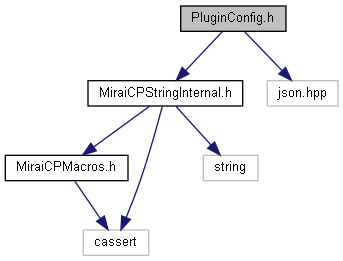 PluginConfig.h
MiraiCPStringInternal.h
json.hpp
MiraiCPMacros.h
string
cassert